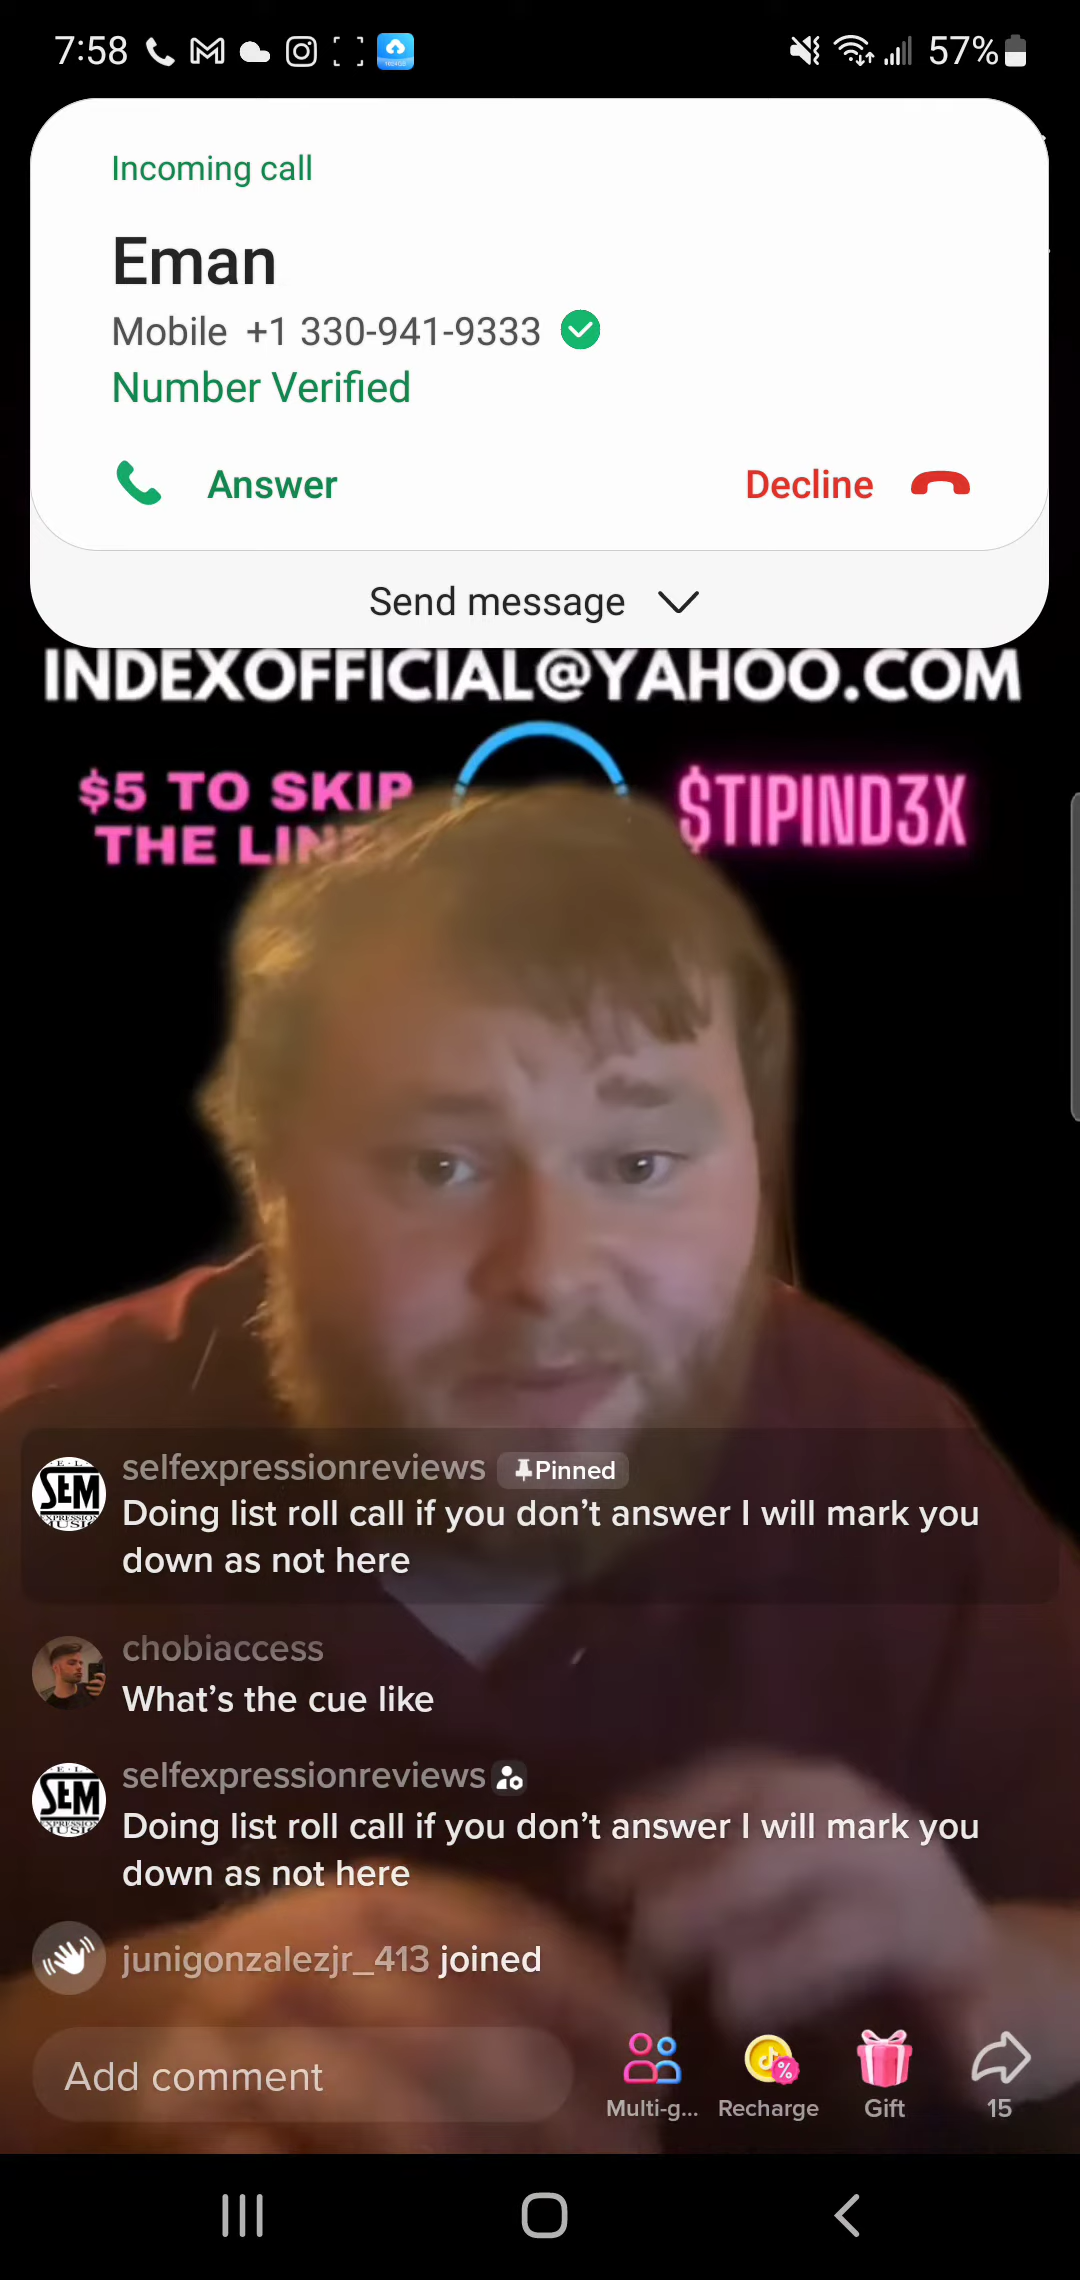 7:58
57%
Incoming call
Eman
Mobile +1 330-941-9333
Number Verified
Answer
Decline
Send message
INDEXOFFICIAL@YAHOO.COM
$5 TO SKIP
THE LINE
$TIPIND3X
selfexpressionreviews Pinned
Doing list roll call if you don’t answer I will mark you
down as not here
chobiaccess
What’s the cue like
selfexpressionreviews
Doing list roll call if you don’t answer I will mark you
down as not here
junigonzalezjr_413 joined
Add comment
Multi-g...
Recharge
Gift
15
SEM
SEM